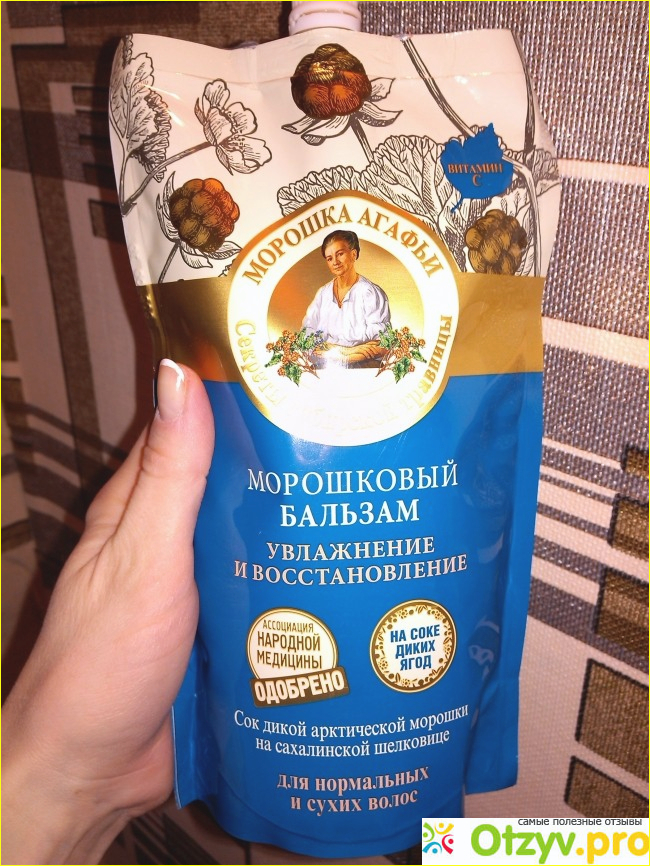 ВИТАМИН
С
МОРОШКА АГАФЬИ
Секреты
травницы
МОРОШКОВЫЙ
БАЛЬЗАМ
УВЛАЖНЕНИЕ
И ВОССТАНОВЛЕНИЕ
АССОЦИАЦИЯ
НАРОДНОЙ
МЕДИЦИНЫ
ОДОБРЕНО
НА СОКЕ
ДИКИХ
ЯГОД
Сок дикой арктической морошки
на сахалинской шелковице
для нормальных
и сухих волос
самые полезные отзывы
Otzyv.pro